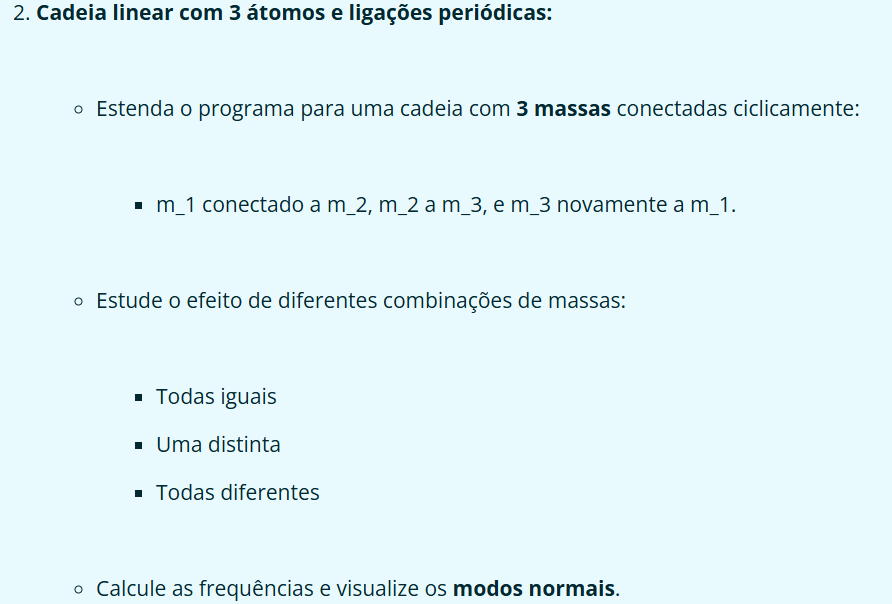 2. Cadeia linear com 3 átomos e ligações periódicas:
Estenda o programa para uma cadeia com 3 massas conectadas ciclicamente:
m_1 conectado a m_2, m_2 a m_3, e m_3 novamente a m_1.
Estude o efeito de diferentes combinações de massas:
Todas iguais
Uma distinta
Todas diferentes
Calcule as frequências e visualize os modos normais.